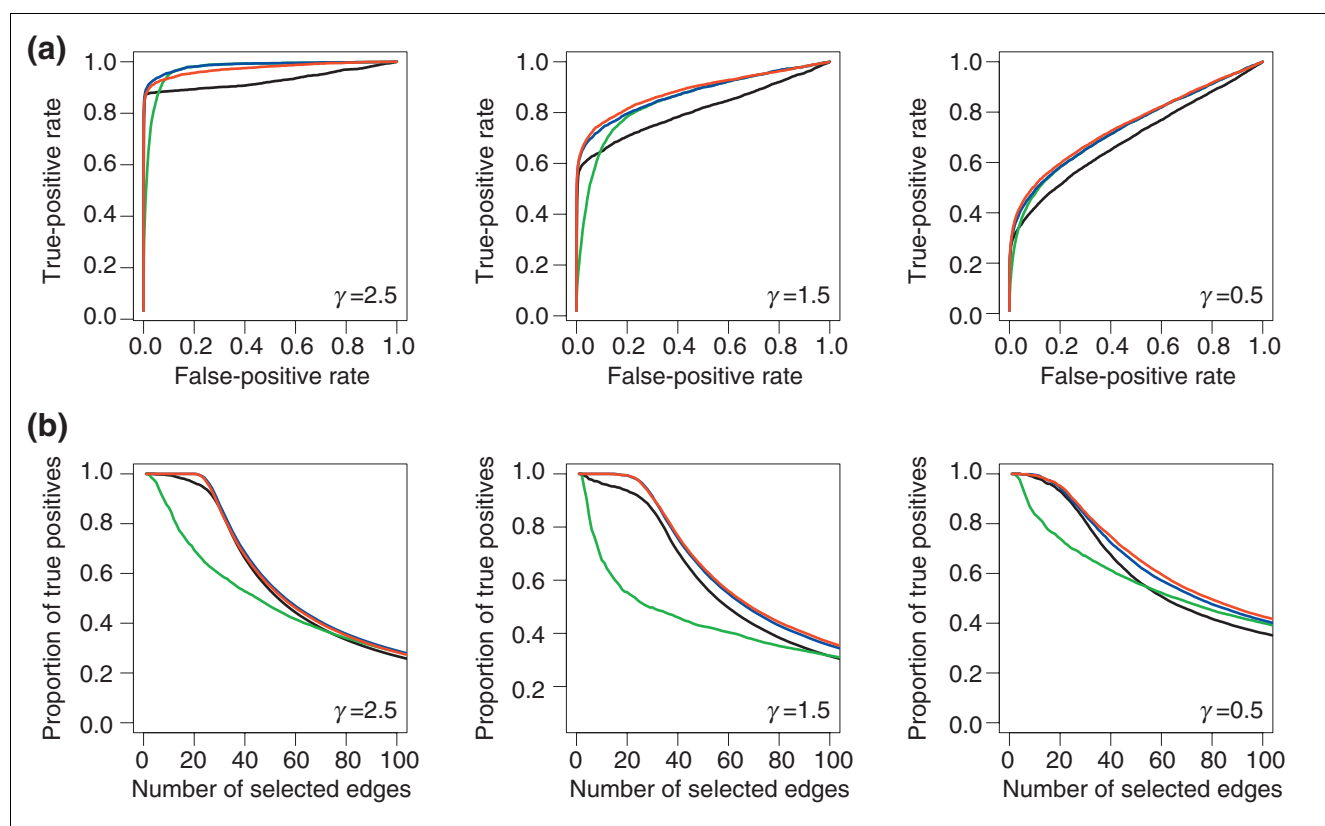 (a)
True-positive rate
1.0
0.8
0.6
0.4
0.2
0.0
γ=2.5
0.0 0.2 0.4 0.6 0.8 1.0
False-positive rate
True-positive rate
1.0
0.8
0.6
0.4
0.2
0.0
γ=1.5
0.0 0.2 0.4 0.6 0.8 1.0
False-positive rate
True-positive rate
1.0
0.8
0.6
0.4
0.2
0.0
γ=0.5
0.0 0.2 0.4 0.6 0.8 1.0
False-positive rate
(b)
Proportion of true positives
1.0
0.8
0.6
0.4
0.2
0.0
γ=2.5
0 20 40 60 80 100
Number of selected edges
Proportion of true positives
1.0
0.8
0.6
0.4
0.2
γ=1.5
0 20 40 60 80 100
Number of selected edges
Proportion of true positives
1.0
0.8
0.6
0.4
0.2
0.0
γ=0.5
0 20 40 60 80 100
Number of selected edges